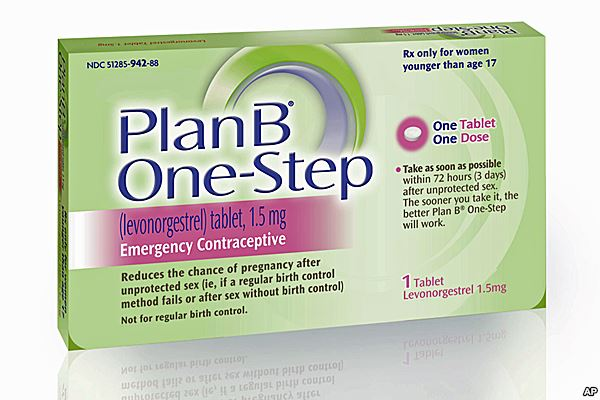 Levonorgestrel Tablet 1.5mg
NDC 51285-942-88
Rx only for women
younger than age 17
Plan B®
One-Step
(levonorgestrel) tablet, 1.5 mg
Emergency Contraceptive
Reduces the chance of pregnancy after
unprotected sex (ie, if a regular birth control
method fails or after sex without birth control)
Not for regular birth control.
One Tablet
One Dose
• Take as soon as possible
within 72 hours (3 days)
after unprotected sex.
The sooner you take it, the
better Plan B® One-Step
will work.
1 Tablet
Levonorgestrel 1.5mg
AP